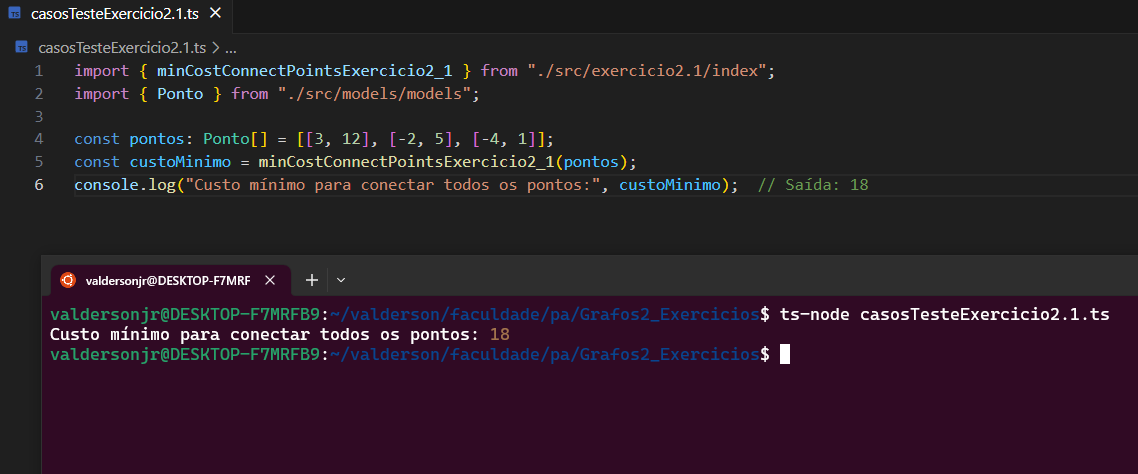 TS casosTesteExercicio2.1.ts ×
TS casosTesteExercicio2.1.ts > ...
1 import { minCostConnectPointsExercicio2_1 } from "./src/exercicio2.1/index";
2 import { Ponto } from "./src/models/models";
3
4 const pontos: Ponto[] = [[3, 12], [-2, 5], [-4, 1]];
5 const custoMinimo = minCostConnectPointsExercicio2_1(pontos);
6 console.log("Custo mínimo para conectar todos os pontos:", custoMinimo);  // Saída: 18
valdersonjr@DESKTOP-F7MRF × +
valdersonjr@DESKTOP-F7MRFB9:~/valderson/faculdade/pa/Grafos2_Exercicios$ ts-node casosTesteExercicio2.1.ts
Custo mínimo para conectar todos os pontos: 18
valdersonjr@DESKTOP-F7MRFB9:~/valderson/faculdade/pa/Grafos2_Exercicios$